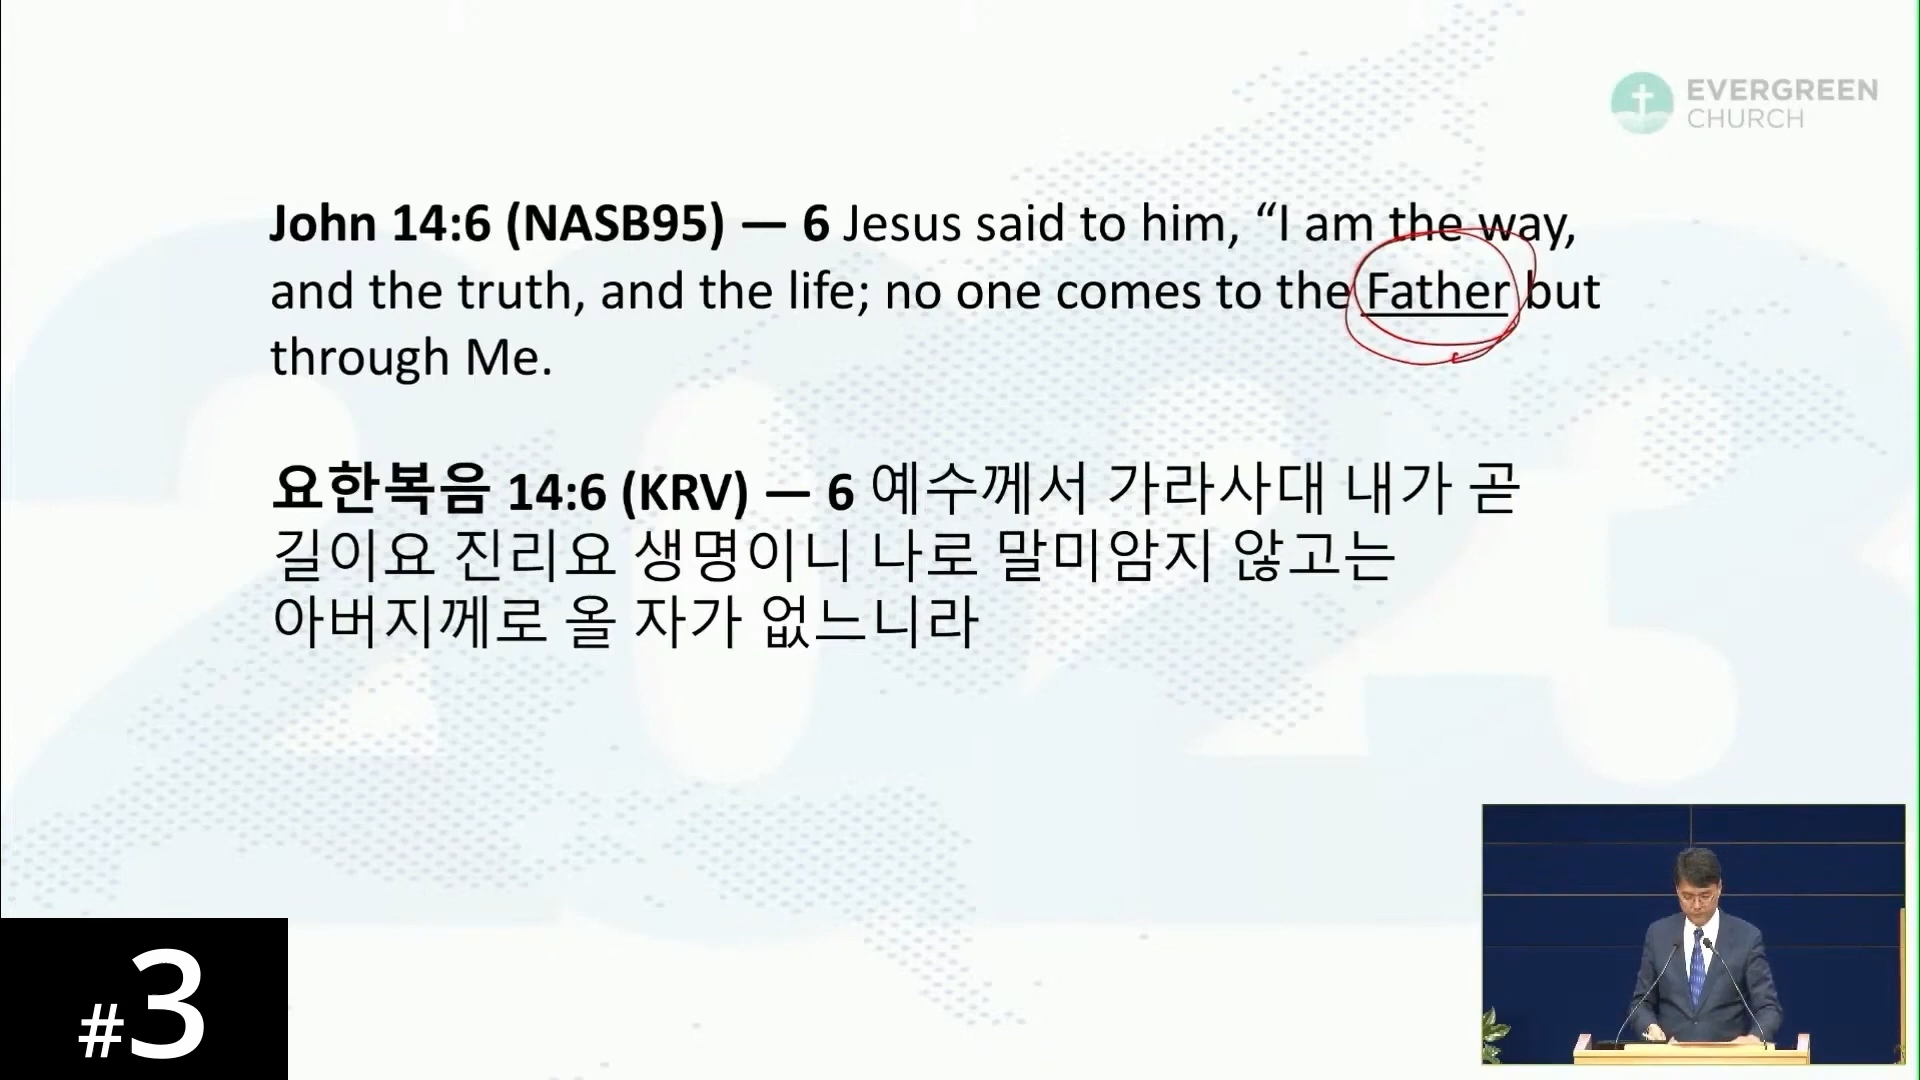 EVERGREEN
CHURCH
John 14:6 (NASB95) — 6 Jesus said to him, “I am the way,
and the truth, and the life; no one comes to the Father but
through Me.
요한복음 14:6 (KRV) — 6 예수께서 가라사대 내가 곧
길이요 진리요 생명이니 나로 말미암지 않고는
아버지께로 올 자가 없느니라
#3